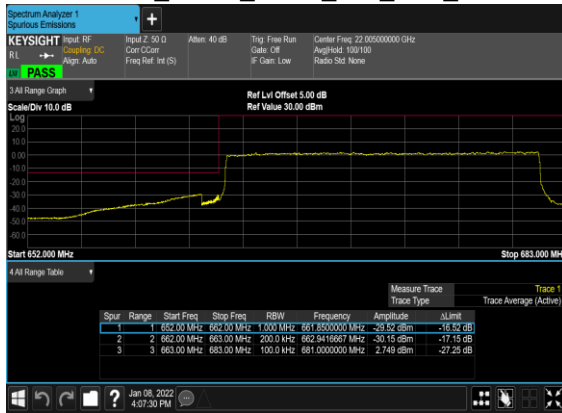 Spectrum Analyzer 1
Spurious Emissions
KEYSIGHT
RL
Input: RF
Coupling: DC
Align: Auto
Input Z: 50 Ω
Corr CCorr
Freq Ref: Int (S)
Atten: 40 dB
Trig: Free Run
Gate: Off
IF Gain: Low
Center Freq: 22.005000000 GHz
Avg|Hold: 100/100
Radio Std: None
PASS
3 All Range Graph
Scale/Div 10.0 dB
Ref Lvl Offset 5.00 dB
Ref Value 30.00 dBm
Log
20.0
10.0
0.00
-10.0
-20.0
-30.0
-40.0
-50.0
-60.0
Start 652.000 MHz
Stop 683.000 MHz
4 All Range Table
Measure Trace Trace 1
Trace Type Trace Average (Active)
Spur Range Start Freq Stop Freq RBW Frequency Amplitude ΔLimit
1 1 652.00 MHz 662.00 MHz 1.000 MHz 661.8500000 MHz -29.52 dBm -16.52 dB
2 2 662.00 MHz 663.00 MHz 200.0 kHz 662.9416667 MHz -30.15 dBm -17.15 dB
3 3 663.00 MHz 683.00 MHz 100.0 kHz 681.0000000 MHz 2.749 dBm -27.25 dB
?
Jan 08, 2022
4:07:30 PM